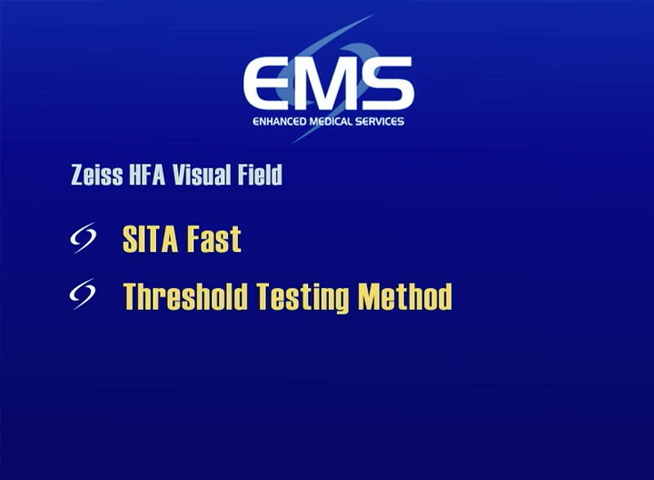 EMS
ENHANCED MEDICAL SERVICES
Zeiss HFA Visual Field
SITA Fast
Threshold Testing Method